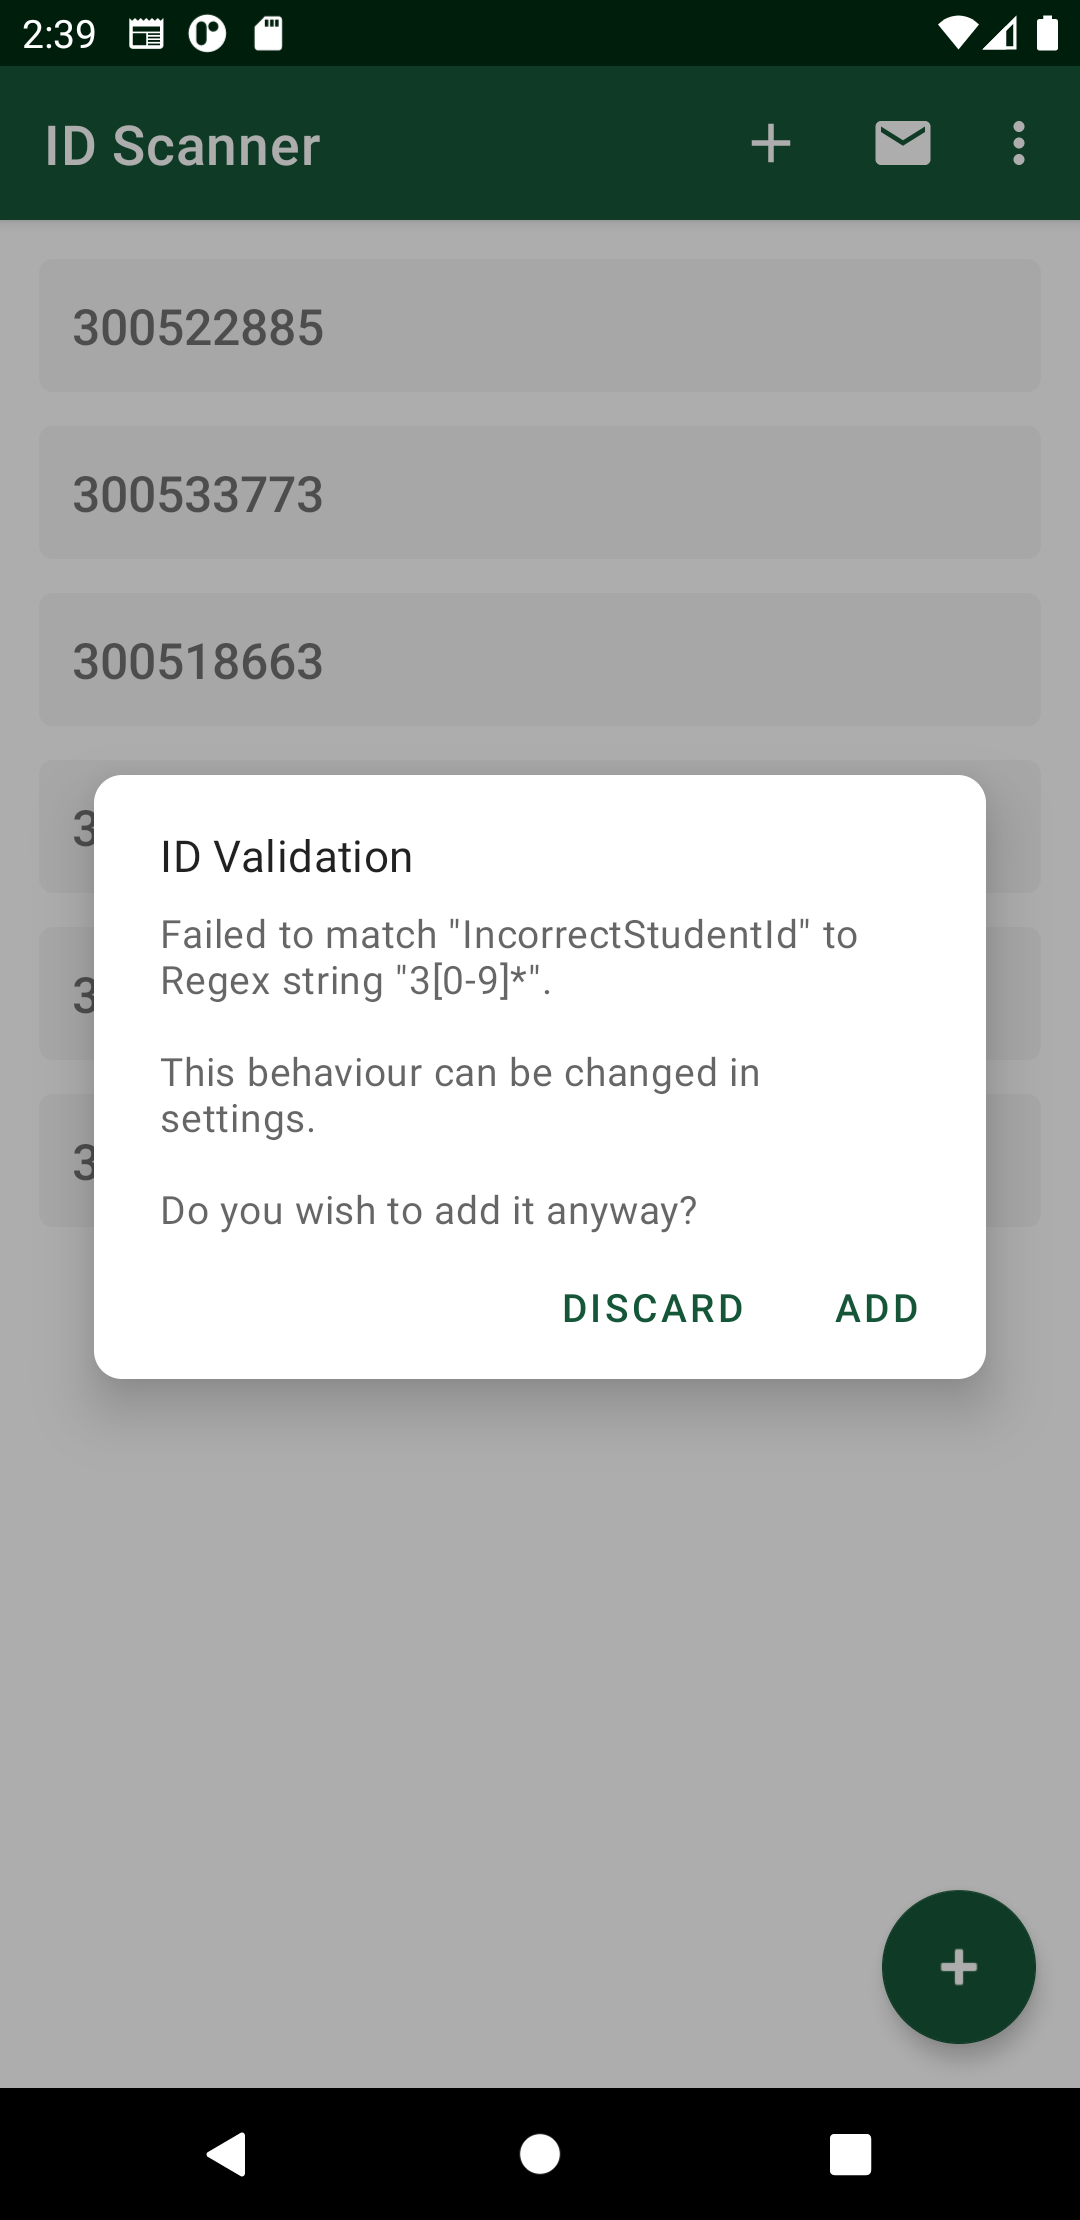 2:39
ID Scanner
300522885
300533773
300518663
3
3
3
ID Validation
Failed to match "IncorrectStudentId" to
Regex string "3[0-9]*".
This behaviour can be changed in
settings.
Do you wish to add it anyway?
DISCARD ADD